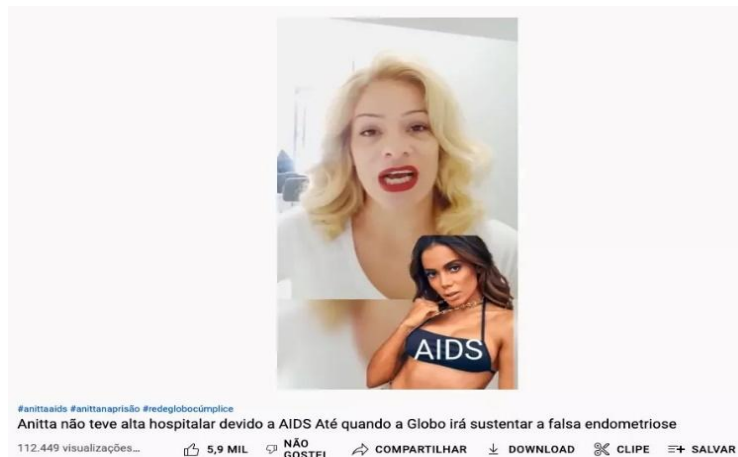 AIDS
#anittaaids #anittanaprisão #redeglobocúmplice
Anitta não teve alta hospitalar devido a AIDS Até quando a Globo irá sustentar a falsa endometriose
112.449 visualizações... 5,9 MIL NÃO GOSTEI COMPARTILHAR DOWNLOAD CLIPE SALVAR